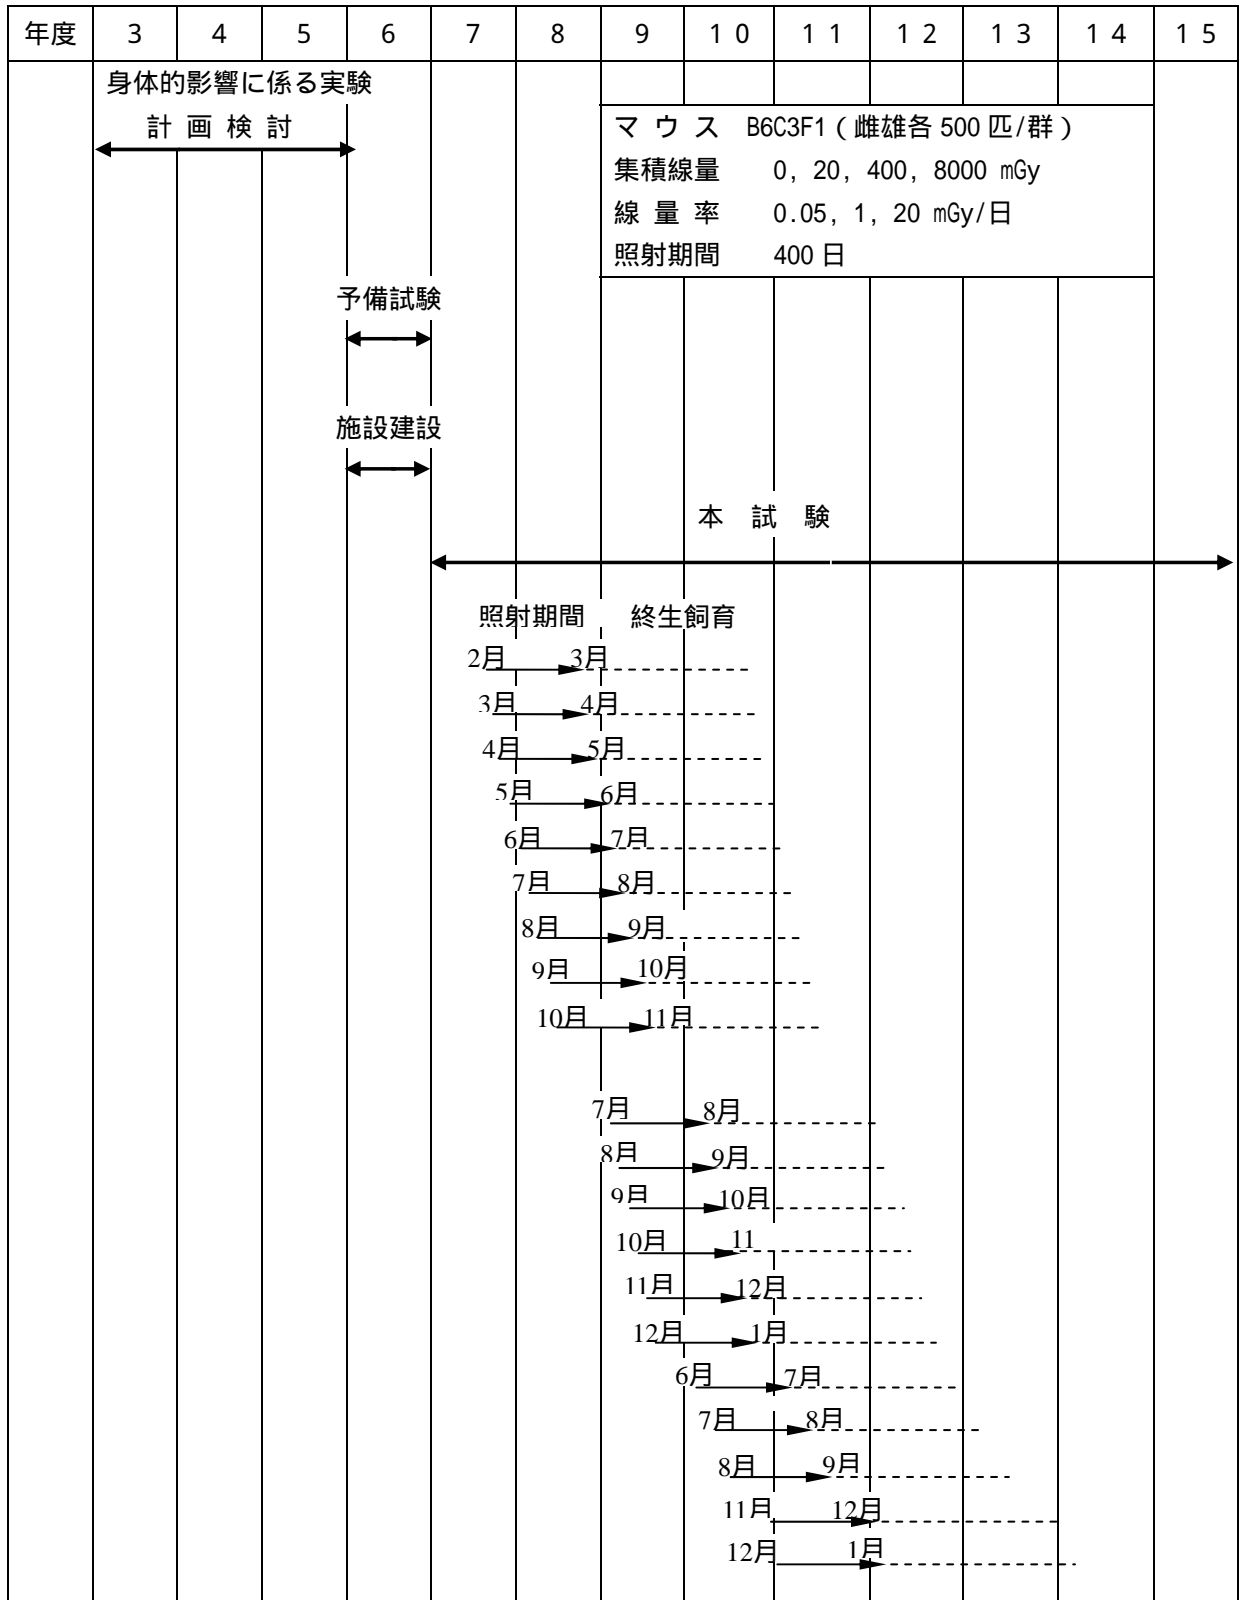 年度 3 4 5 6 7 8 9 10 11 12 13 14 15
身体的影響に係る実験
計画検討
マウス B6C3F1(雌雄各500匹/群)
集積線量 0, 20, 400, 8000 mGy
線量率 0.05, 1, 20 mGy/日
照射期間 400日
予備試験
施設建設
本試験
照射期間 終生飼育
2月 3月
3月 4月
4月 5月
5月 6月
6月 7月
7月 8月
8月 9月
9月 10月
10月 11月
7月 8月
8月 9月
9月 10月
10月 11
11月 12月
12月 1月
6月 7月
7月 8月
8月 9月
11月 12月
12月 1月